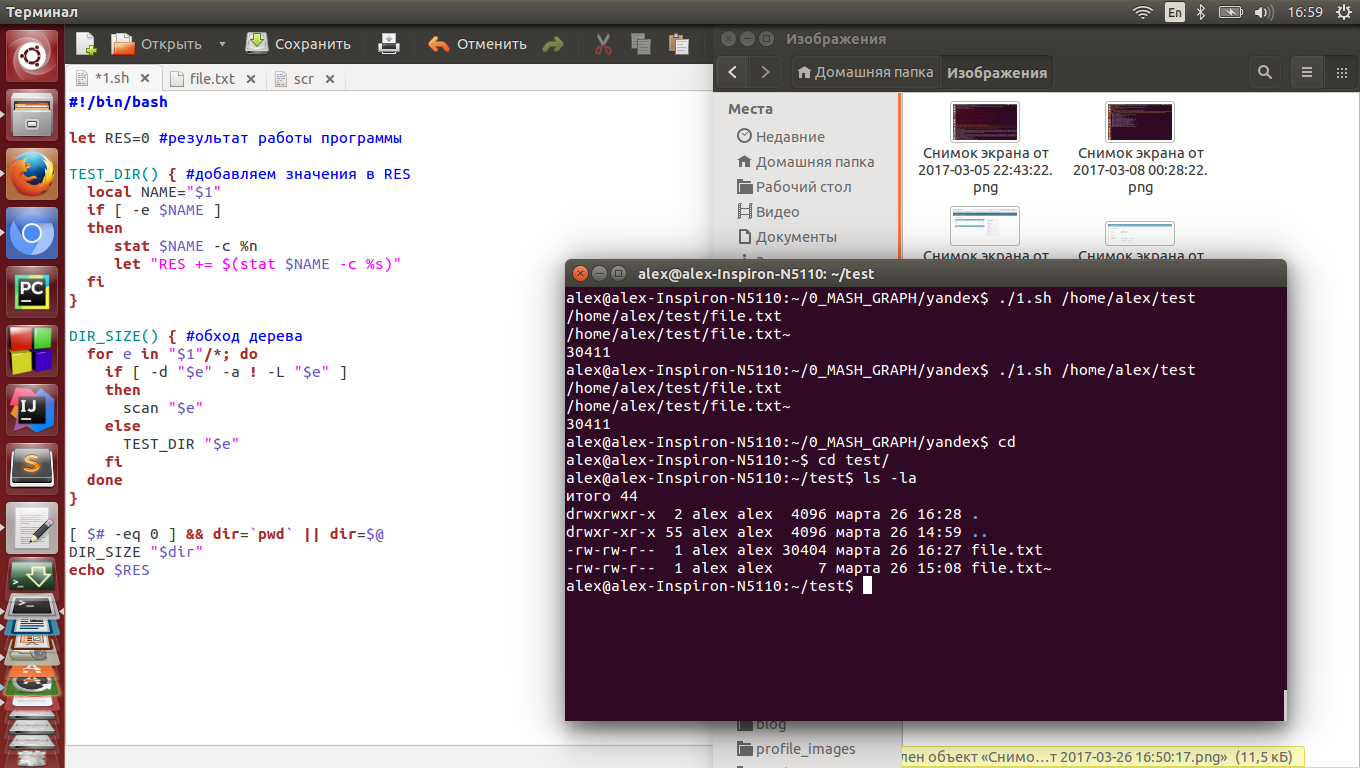 Терминал
En
16:59
Открыть
Сохранить
Отменить
*1.sh
file.txt
scr
#!/bin/bash
let RES=0 #результат работы программы
TEST_DIR() { #добавляем значения в RES
local NAME="$1"
if [ -e $NAME ]
then
stat $NAME -c %n
let "RES += $(stat $NAME -c %s)"
fi
}
DIR_SIZE() { #обход дерева
for e in "$1"/*; do
if [ -d "$e" -a ! -L "$e" ]
then
scan "$e"
else
TEST_DIR "$e"
fi
done
}
[ $# -eq 0 ] && dir=`pwd` || dir=$@
DIR_SIZE "$dir"
echo $RES
Изображения
Домашняя папка
Изображения
Места
Недавние
Домашняя папка
Рабочий стол
Видео
Документы
Снимок экрана от 
2017-03-05 22:43:22.
png
Снимок экрана от
2017-03-08 00:28:22.
png
Снимок экрана от
Снимок экрана от
alex@alex-Inspiron-N5110: ~/test
alex@alex-Inspiron-N5110:~/0_MASH_GRAPH/yandex$ ./1.sh /home/alex/test
/home/alex/test/file.txt
/home/alex/test/file.txt~
30411
alex@alex-Inspiron-N5110:~/0_MASH_GRAPH/yandex$ ./1.sh /home/alex/test
/home/alex/test/file.txt
/home/alex/test/file.txt~
30411
alex@alex-Inspiron-N5110:~/0_MASH_GRAPH/yandex$ cd
alex@alex-Inspiron-N5110:~$ cd test/
alex@alex-Inspiron-N5110:~/test$ ls -la
итого 44
drwxrwxr-x  2 alex alex  4096 марта 26 16:28 .
drwxr-xr-x 55 alex alex  4096 марта 26 14:59 ..
-rw-rw-r--  1 alex alex 30404 марта 26 16:27 file.txt
-rw-rw-r--  1 alex alex     7 марта 26 15:08 file.txt~
alex@alex-Inspiron-N5110:~/test$
blog
profile_images
лен объект «Снимо…т 2017-03-26 16:50:17.png» (11,5 кБ)
PC
IJ
S
>_
>_